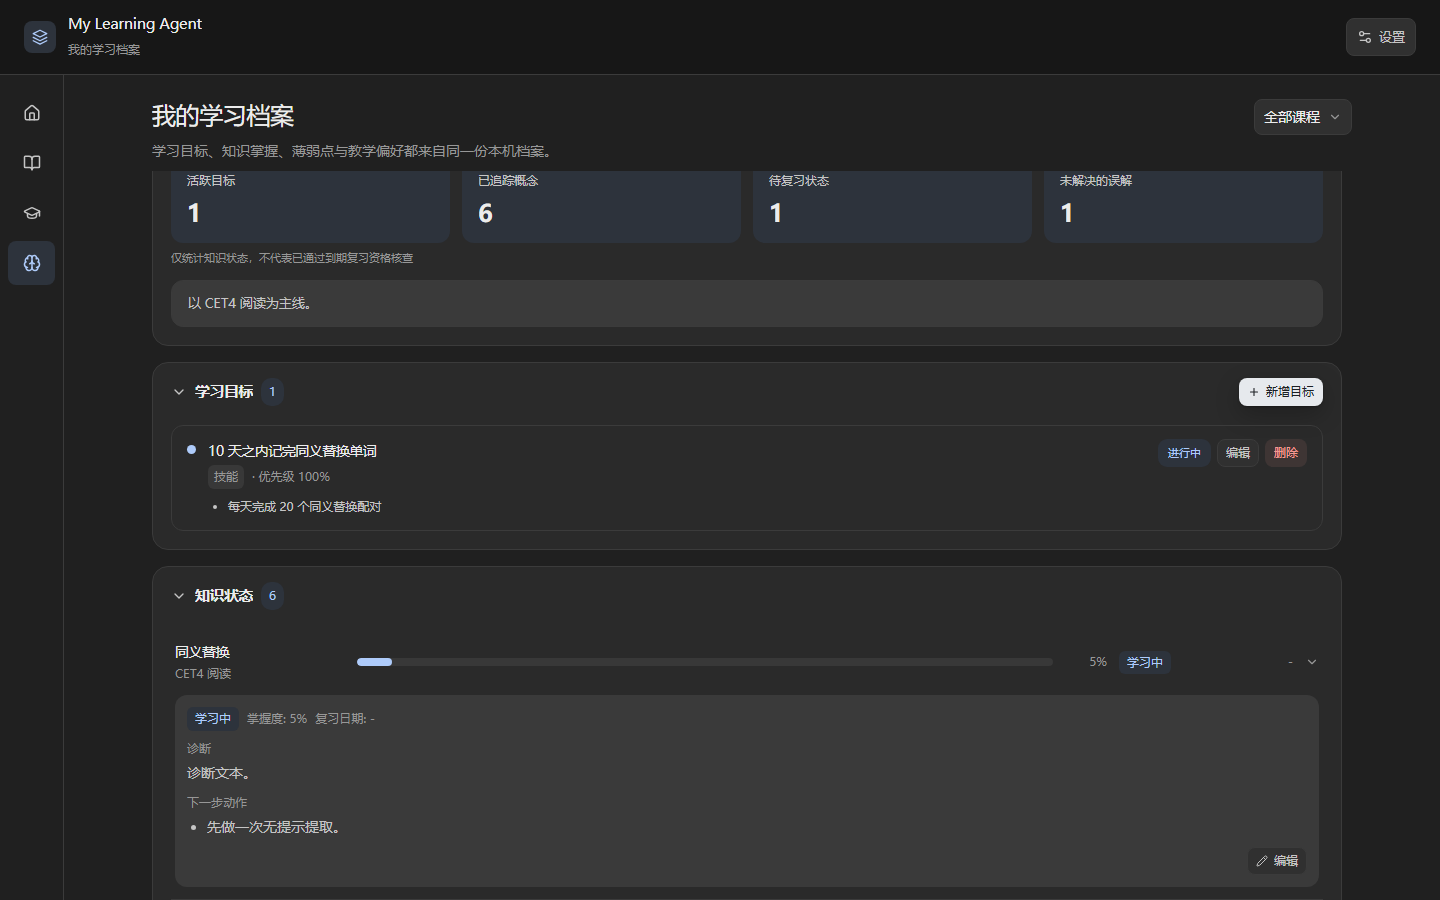 My Learning Agent
我的学习档案
设置
我的学习档案
全部课程
学习目标、知识掌握、薄弱点与教学偏好都来自同一份本机档案。
活跃目标
1
已追踪概念
6
待复习状态
1
未解决的误解
1
仅统计知识状态，不代表已通过到期复习资格核查
以 CET4 阅读为主线。
学习目标 1
+ 新增目标
10 天之内记完同义替换单词
进行中 编辑 删除
技能 · 优先级 100%
• 每天完成 20 个同义替换配对
知识状态 6
同义替换
CET4 阅读
5% 学习中 -
学习中 掌握度: 5% 复习日期: -
诊断
诊断文本。
下一步动作
• 先做一次无提示提取。
编辑